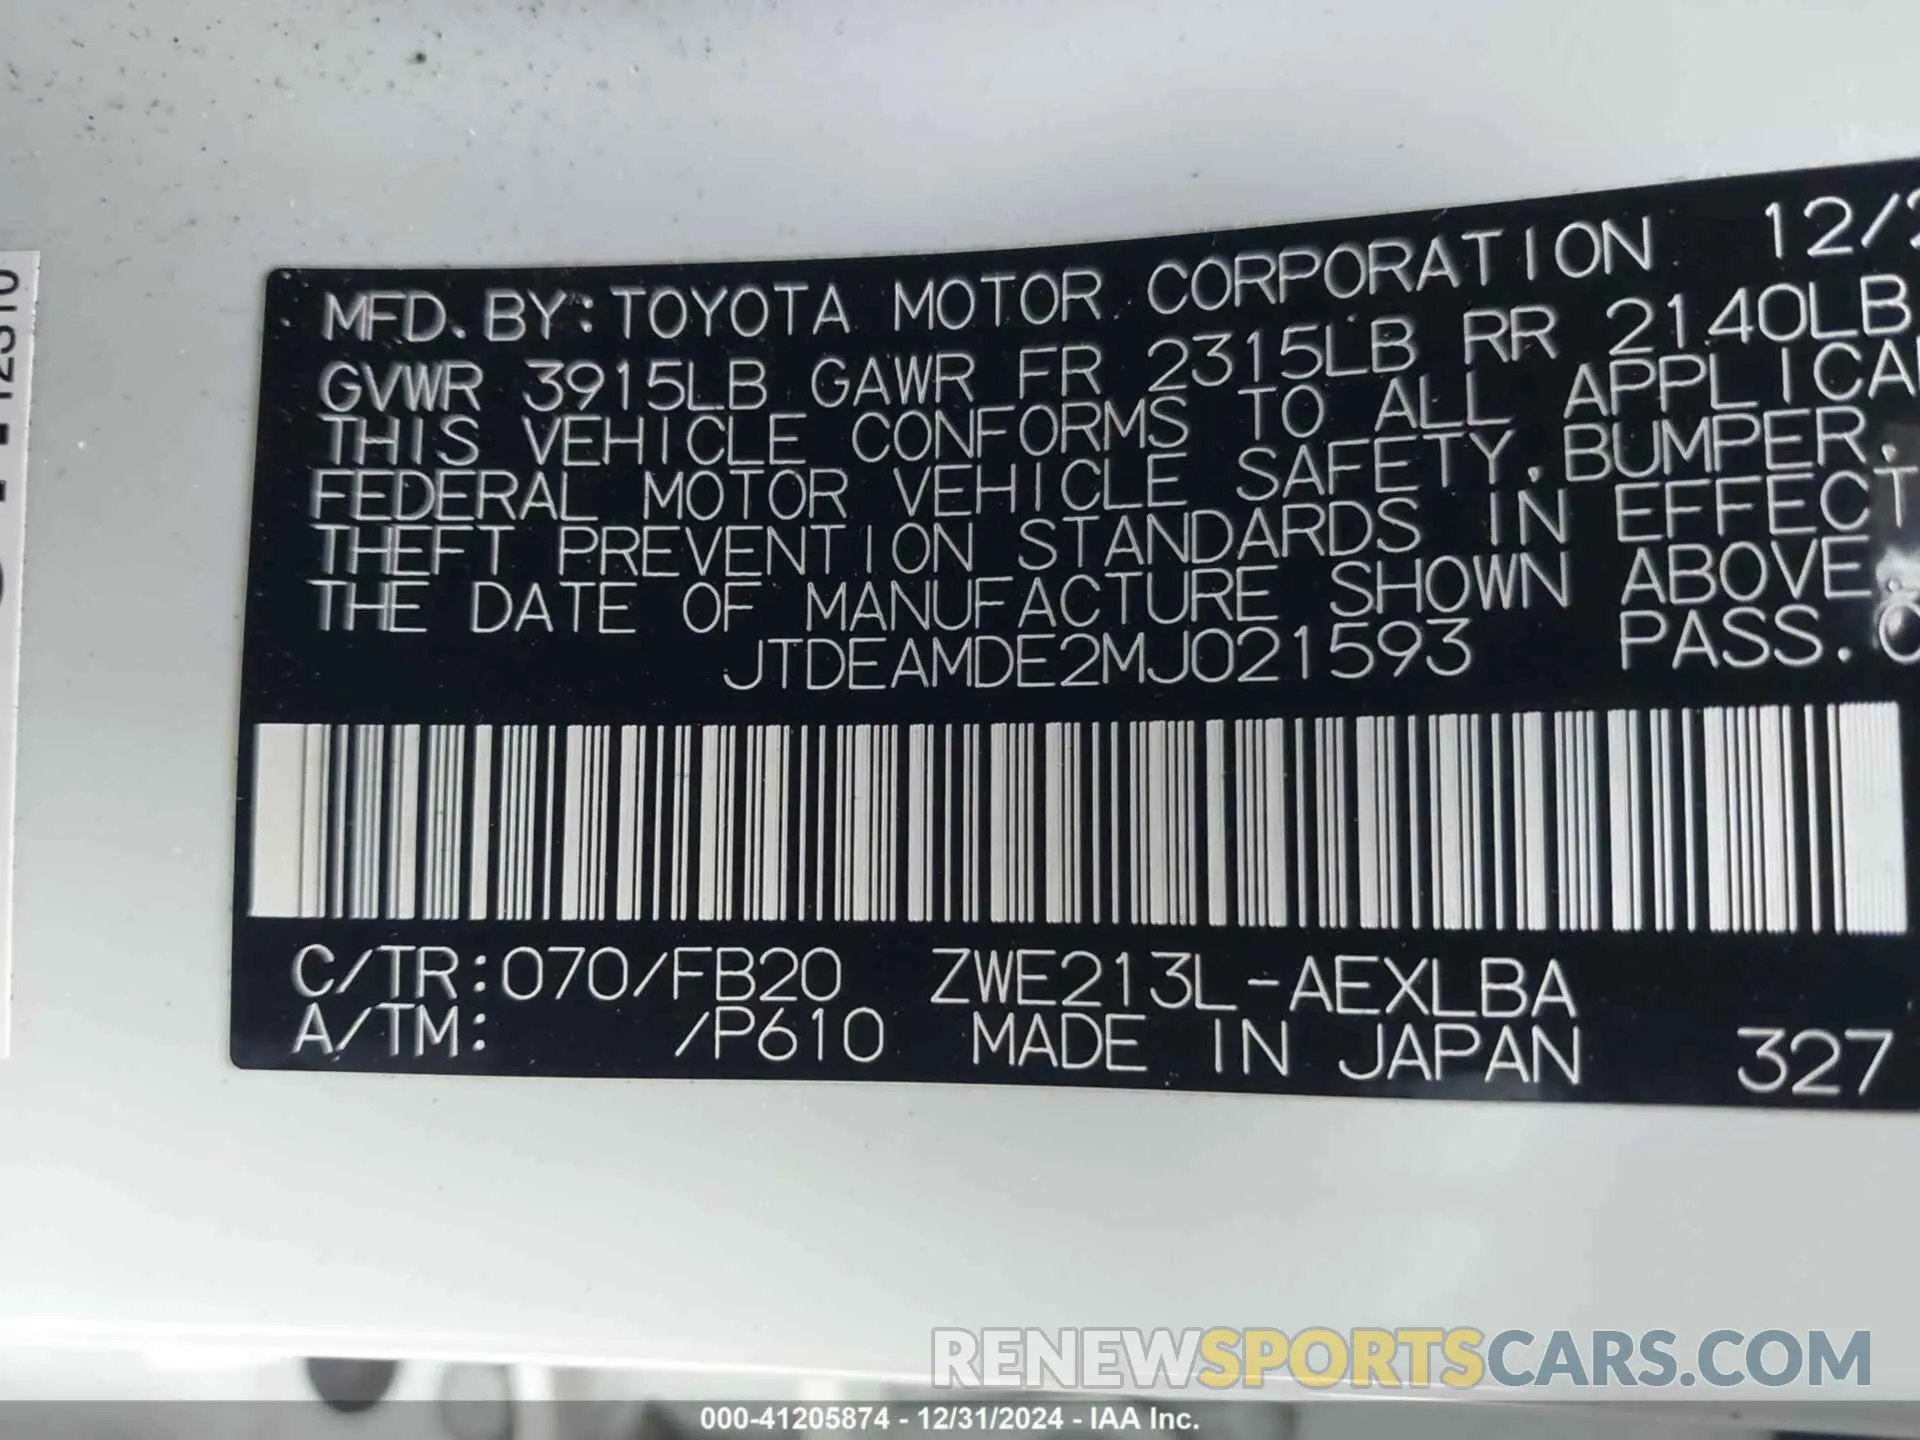 MFD. BY: TOYOTA MOTOR CORPORATION 12/2
GVWR 3915LB GAWR FR 2315LB RR 2140LB
THIS VEHICLE CONFORMS TO ALL APPLICA
FEDERAL MOTOR VEHICLE SAFETY, BUMPER,
THEFT PREVENTION STANDARDS IN EFFECT
THE DATE OF MANUFACTURE SHOWN ABOVE.
JTDEAMDE2MJ021593 PASS.
C/TR:070/FB20 ZWE213L-AEXLBA
A/TM: /P610 MADE IN JAPAN 327
RENEWSPORTSCARS.COM
000-41205874 - 12/31/2024 - IAA Inc.